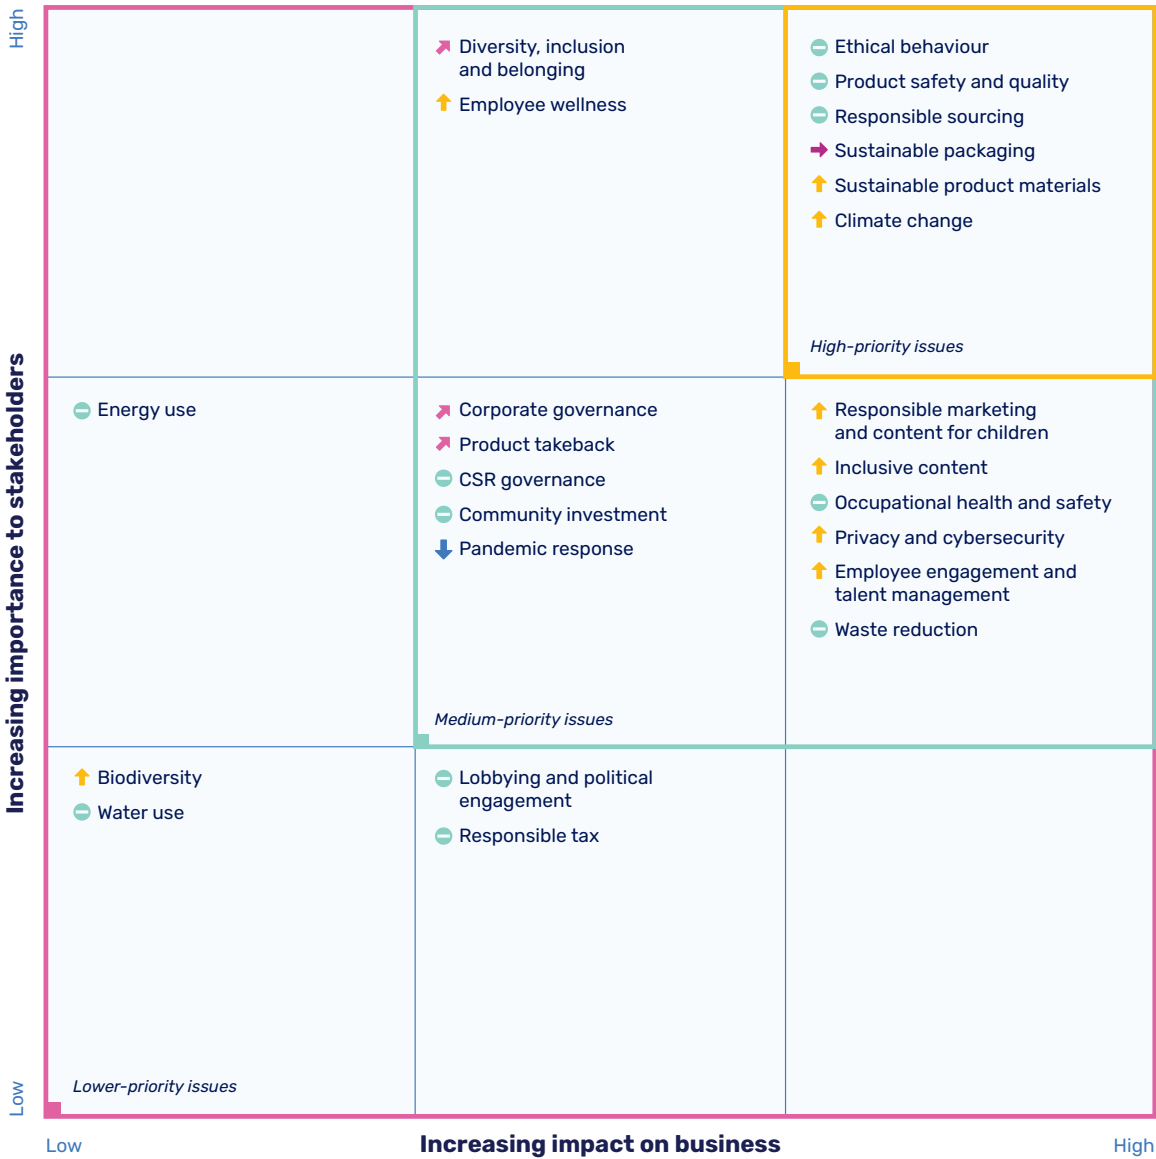 High
Diversity, inclusion
and belonging
Employee wellness
Ethical behaviour
Product safety and quality
Responsible sourcing
Sustainable packaging
Sustainable product materials
Climate change
High-priority issues
Increasing importance to stakeholders
Energy use
Corporate governance
Product takeback
CSR governance
Community investment
Pandemic response
Medium-priority issues
Responsible marketing
and content for children
Inclusive content
Occupational health and safety
Privacy and cybersecurity
Employee engagement and
talent management
Waste reduction
Biodiversity
Water use
Lower-priority issues
Lobbying and political
engagement
Responsible tax
Low
Low
Increasing impact on business
High